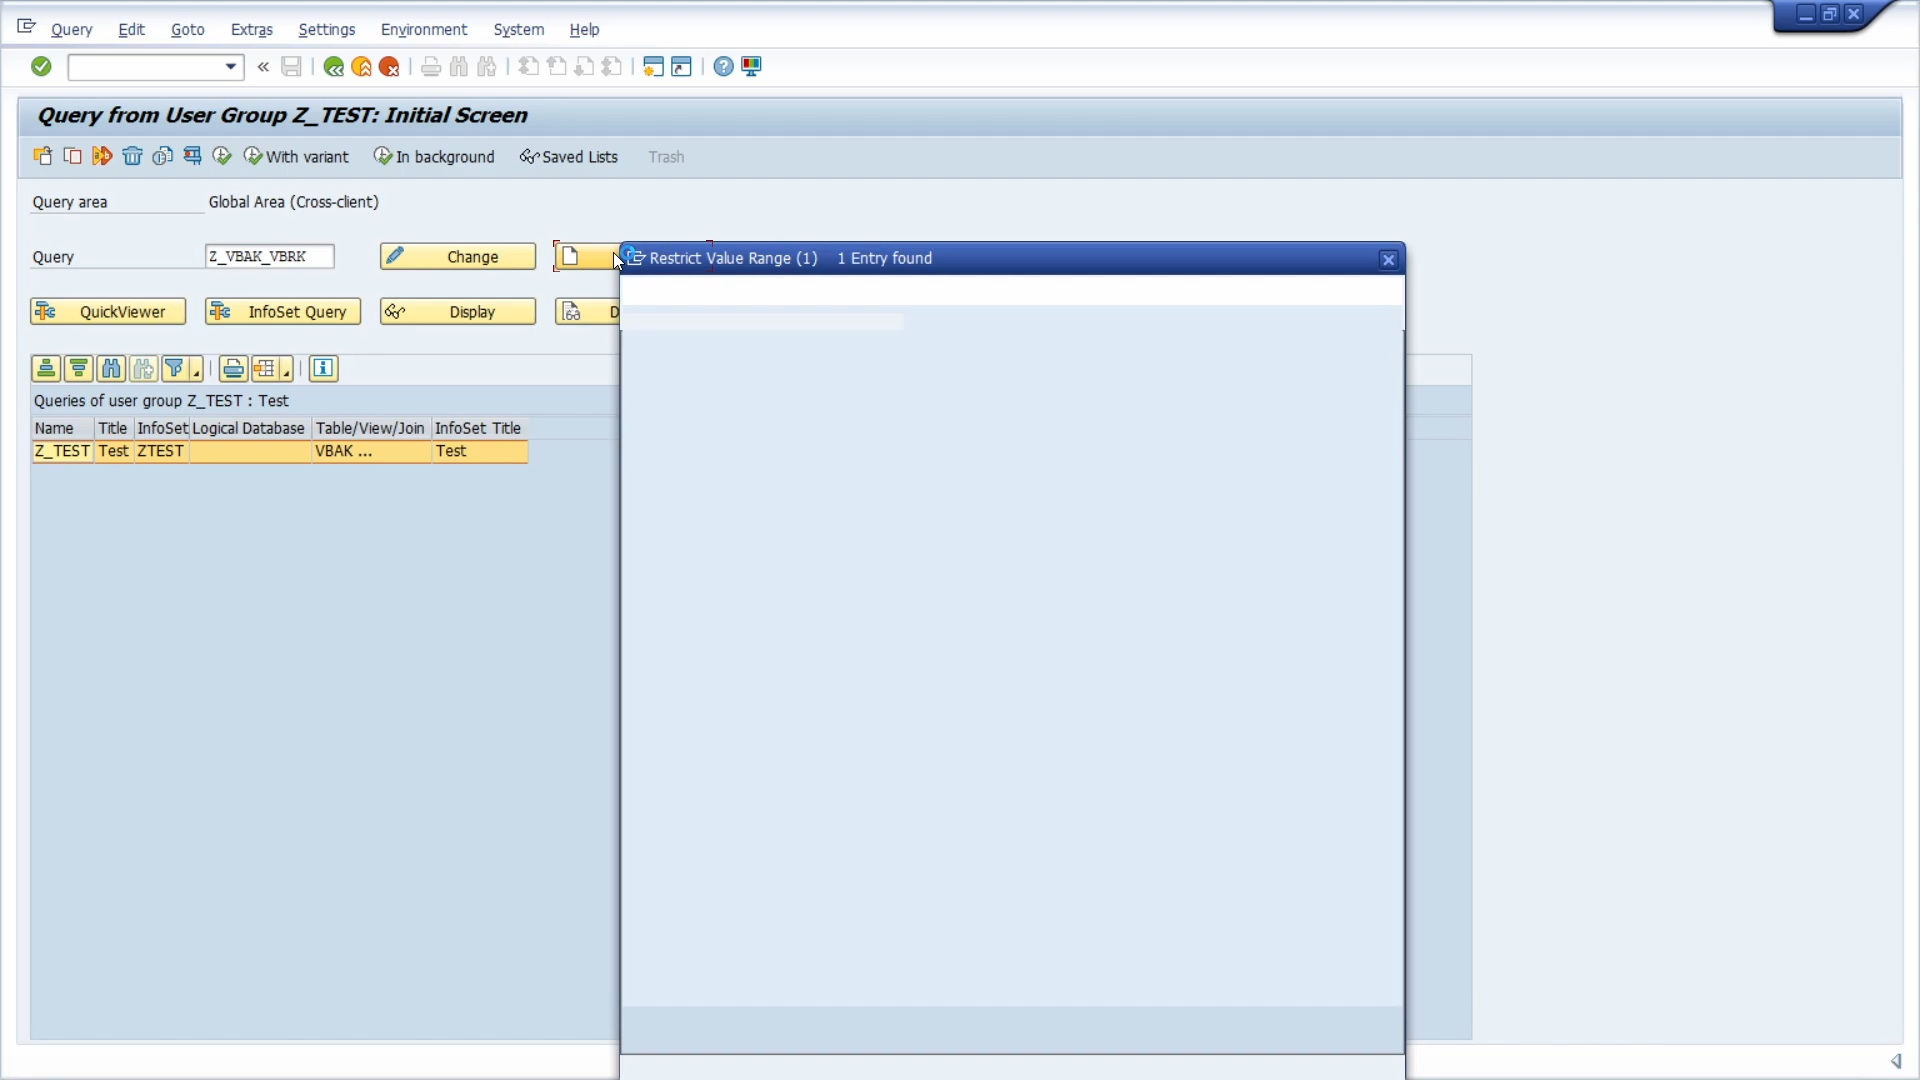 Query Edit Goto Extras Settings Environment System Help
Query from User Group Z_TEST: Initial Screen
With variant In background Saved Lists Trash
Query area Global Area (Cross-client)
Query Z_VBAK_VBRK Change
Restrict Value Range (1) 1 Entry found
QuickViewer InfoSet Query Display D
Queries of user group Z_TEST : Test
Name Title InfoSet Logical Database Table/View/Join InfoSet Title
Z_TEST Test ZTEST VBAK ... Test